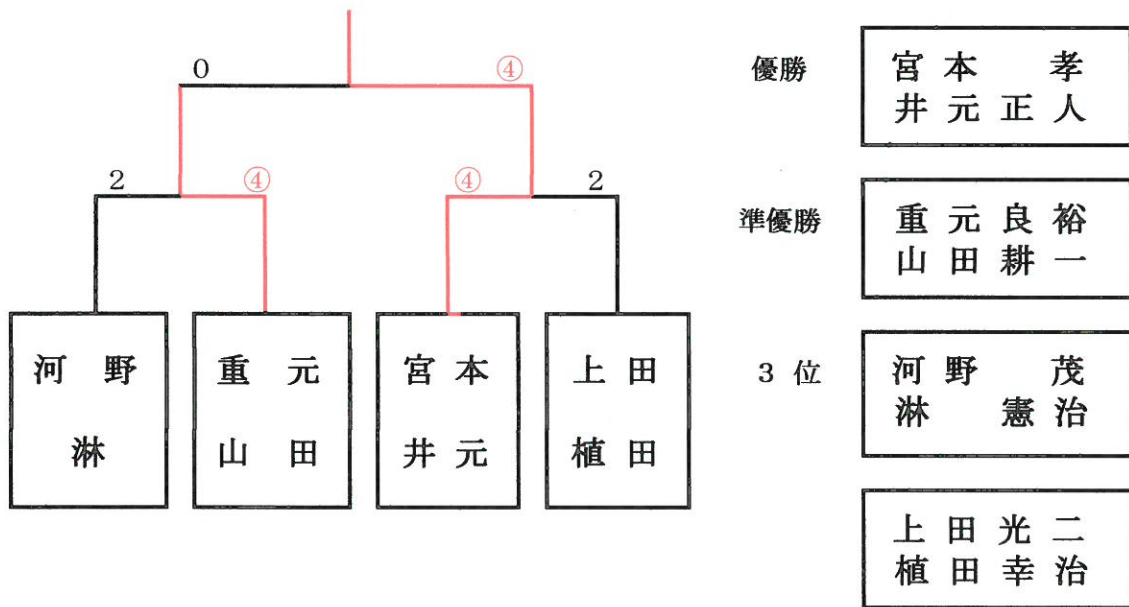 0 ④
2 ④ ④ 2
河野 重元 宮本 上田
淋 山田 井元 植田
優勝
宮本 孝
井元正人
準優勝
重元良裕
山田耕一
3位
河野 茂
淋 憲治
上田光二
植田幸治